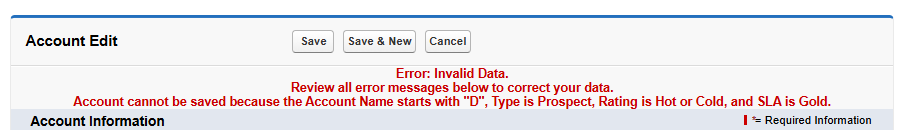 Account Edit
Save
Save & New
Cancel
Error: Invalid Data.
Review all error messages below to correct your data.
Account cannot be saved because the Account Name starts with "D", Type is Prospect, Rating is Hot or Cold, and SLA is Gold.
Account Information
*= Required Information